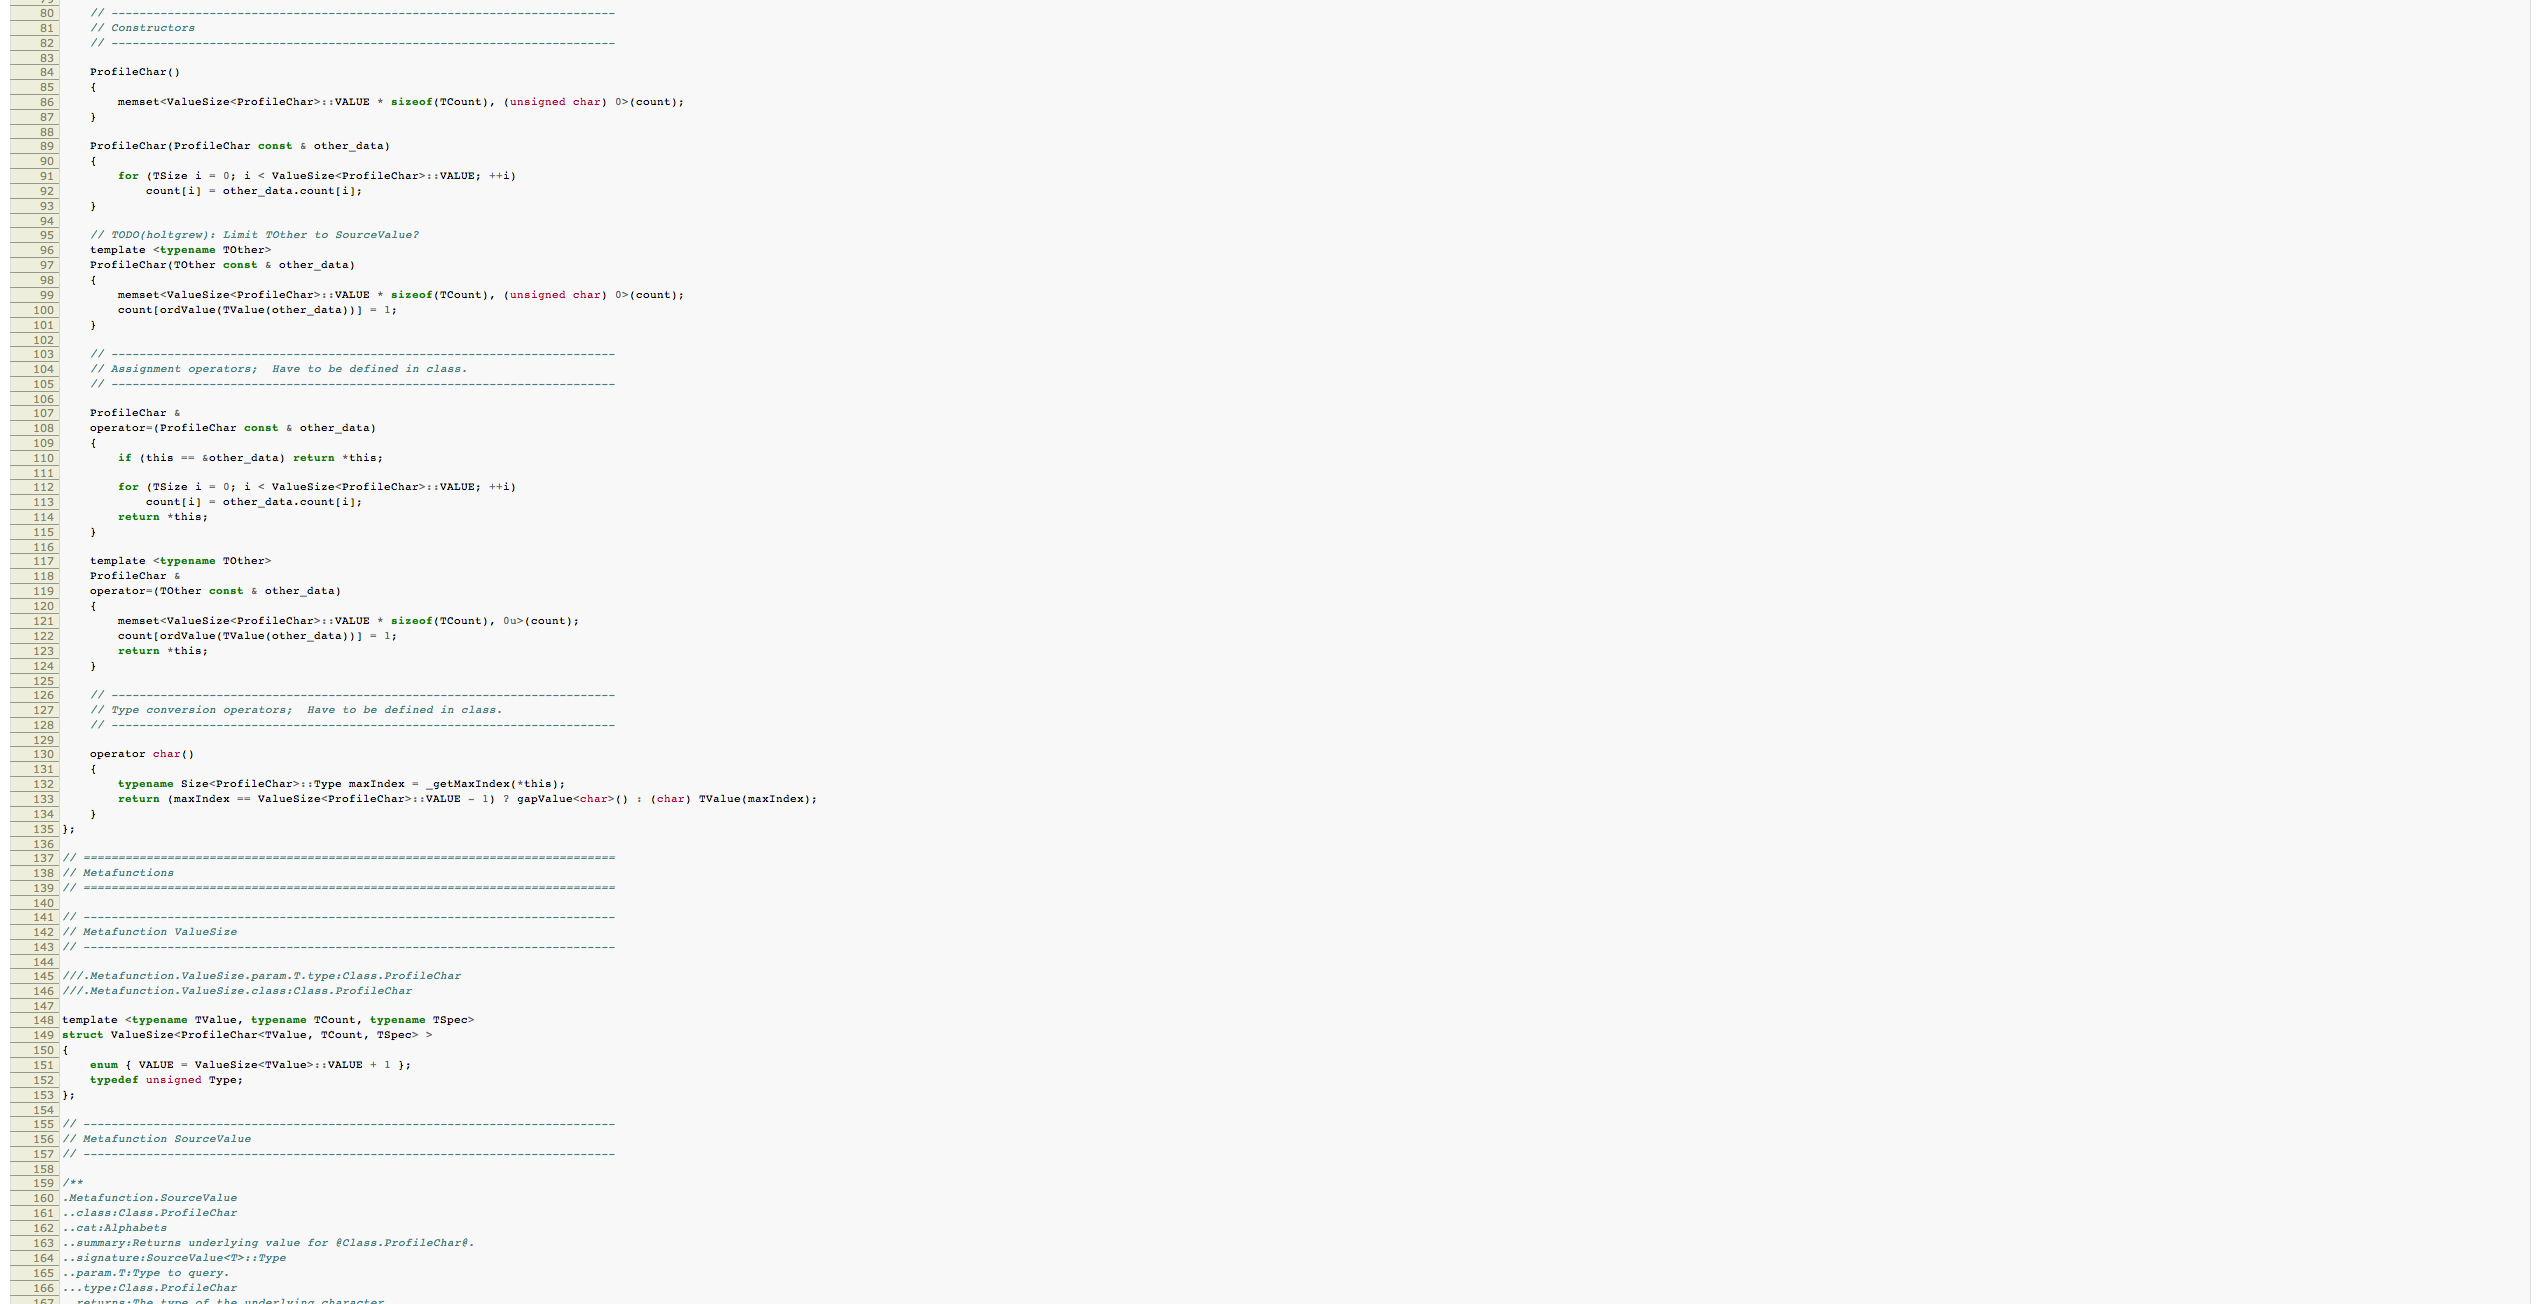 80 // ------------------------------------------------------------------------
81 // Constructors
82 // ------------------------------------------------------------------------
83
84 ProfileChar()
85 {
86 memset<ValueSize<ProfileChar>::VALUE * sizeof(TCount), (unsigned char) 0>(count);
87 }
88
89 ProfileChar(ProfileChar const & other_data)
90 {
91 for (TSize i = 0; i < ValueSize<ProfileChar>::VALUE; ++i)
92 count[i] = other_data.count[i];
93 }
94
95 // TODO(holtgrew): Limit TOther to SourceValue?
96 template <typename TOther>
97 ProfileChar(TOther const & other_data)
98 {
99 memset<ValueSize<ProfileChar>::VALUE * sizeof(TCount), (unsigned char) 0>(count);
100 count[ordValue(TValue(other_data))] = 1;
101 }
102
103 // ------------------------------------------------------------------------
104 // Assignment operators;  Have to be defined in class.
105 // ------------------------------------------------------------------------
106
107 ProfileChar &
108 operator=(ProfileChar const & other_data)
109 {
110 if (this == &other_data) return *this;
111
112 for (TSize i = 0; i < ValueSize<ProfileChar>::VALUE; ++i)
113 count[i] = other_data.count[i];
114 return *this;
115 }
116
117 template <typename TOther>
118 ProfileChar &
119 operator=(TOther const & other_data)
120 {
121 memset<ValueSize<ProfileChar>::VALUE * sizeof(TCount), 0u>(count);
122 count[ordValue(TValue(other_data))] = 1;
123 return *this;
124 }
125
126 // ------------------------------------------------------------------------
127 // Type conversion operators;  Have to be defined in class.
128 // ------------------------------------------------------------------------
129
130 operator char()
131 {
132 typename Size<ProfileChar>::Type maxIndex = _getMaxIndex(*this);
133 return (maxIndex == ValueSize<ProfileChar>::VALUE - 1) ? gapValue<char>() : (char) TValue(maxIndex);
134 }
135 };
136
137 // ============================================================================
138 // Metafunctions
139 // ============================================================================
140
141 // ----------------------------------------------------------------------------
142 // Metafunction ValueSize
143 // ----------------------------------------------------------------------------
144
145 ///.Metafunction.ValueSize.param.T.type:Class.ProfileChar
146 ///.Metafunction.ValueSize.class:Class.ProfileChar
147
148 template <typename TValue, typename TCount, typename TSpec>
149 struct ValueSize<ProfileChar<TValue, TCount, TSpec> >
150 {
151 enum { VALUE = ValueSize<TValue>::VALUE + 1 };
152 typedef unsigned Type;
153 };
154
155 // ----------------------------------------------------------------------------
156 // Metafunction SourceValue
157 // ----------------------------------------------------------------------------
158
159 /**
160 .Metafunction.SourceValue
161 ..class:Class.ProfileChar
162 ..cat:Alphabets
163 ..summary:Returns underlying value for @Class.ProfileChar@.
164 ..signature:SourceValue<T>::Type
165 ..param.T:Type to query.
166 ...type:Class.ProfileChar
167 ..returns:The type of the underlying character